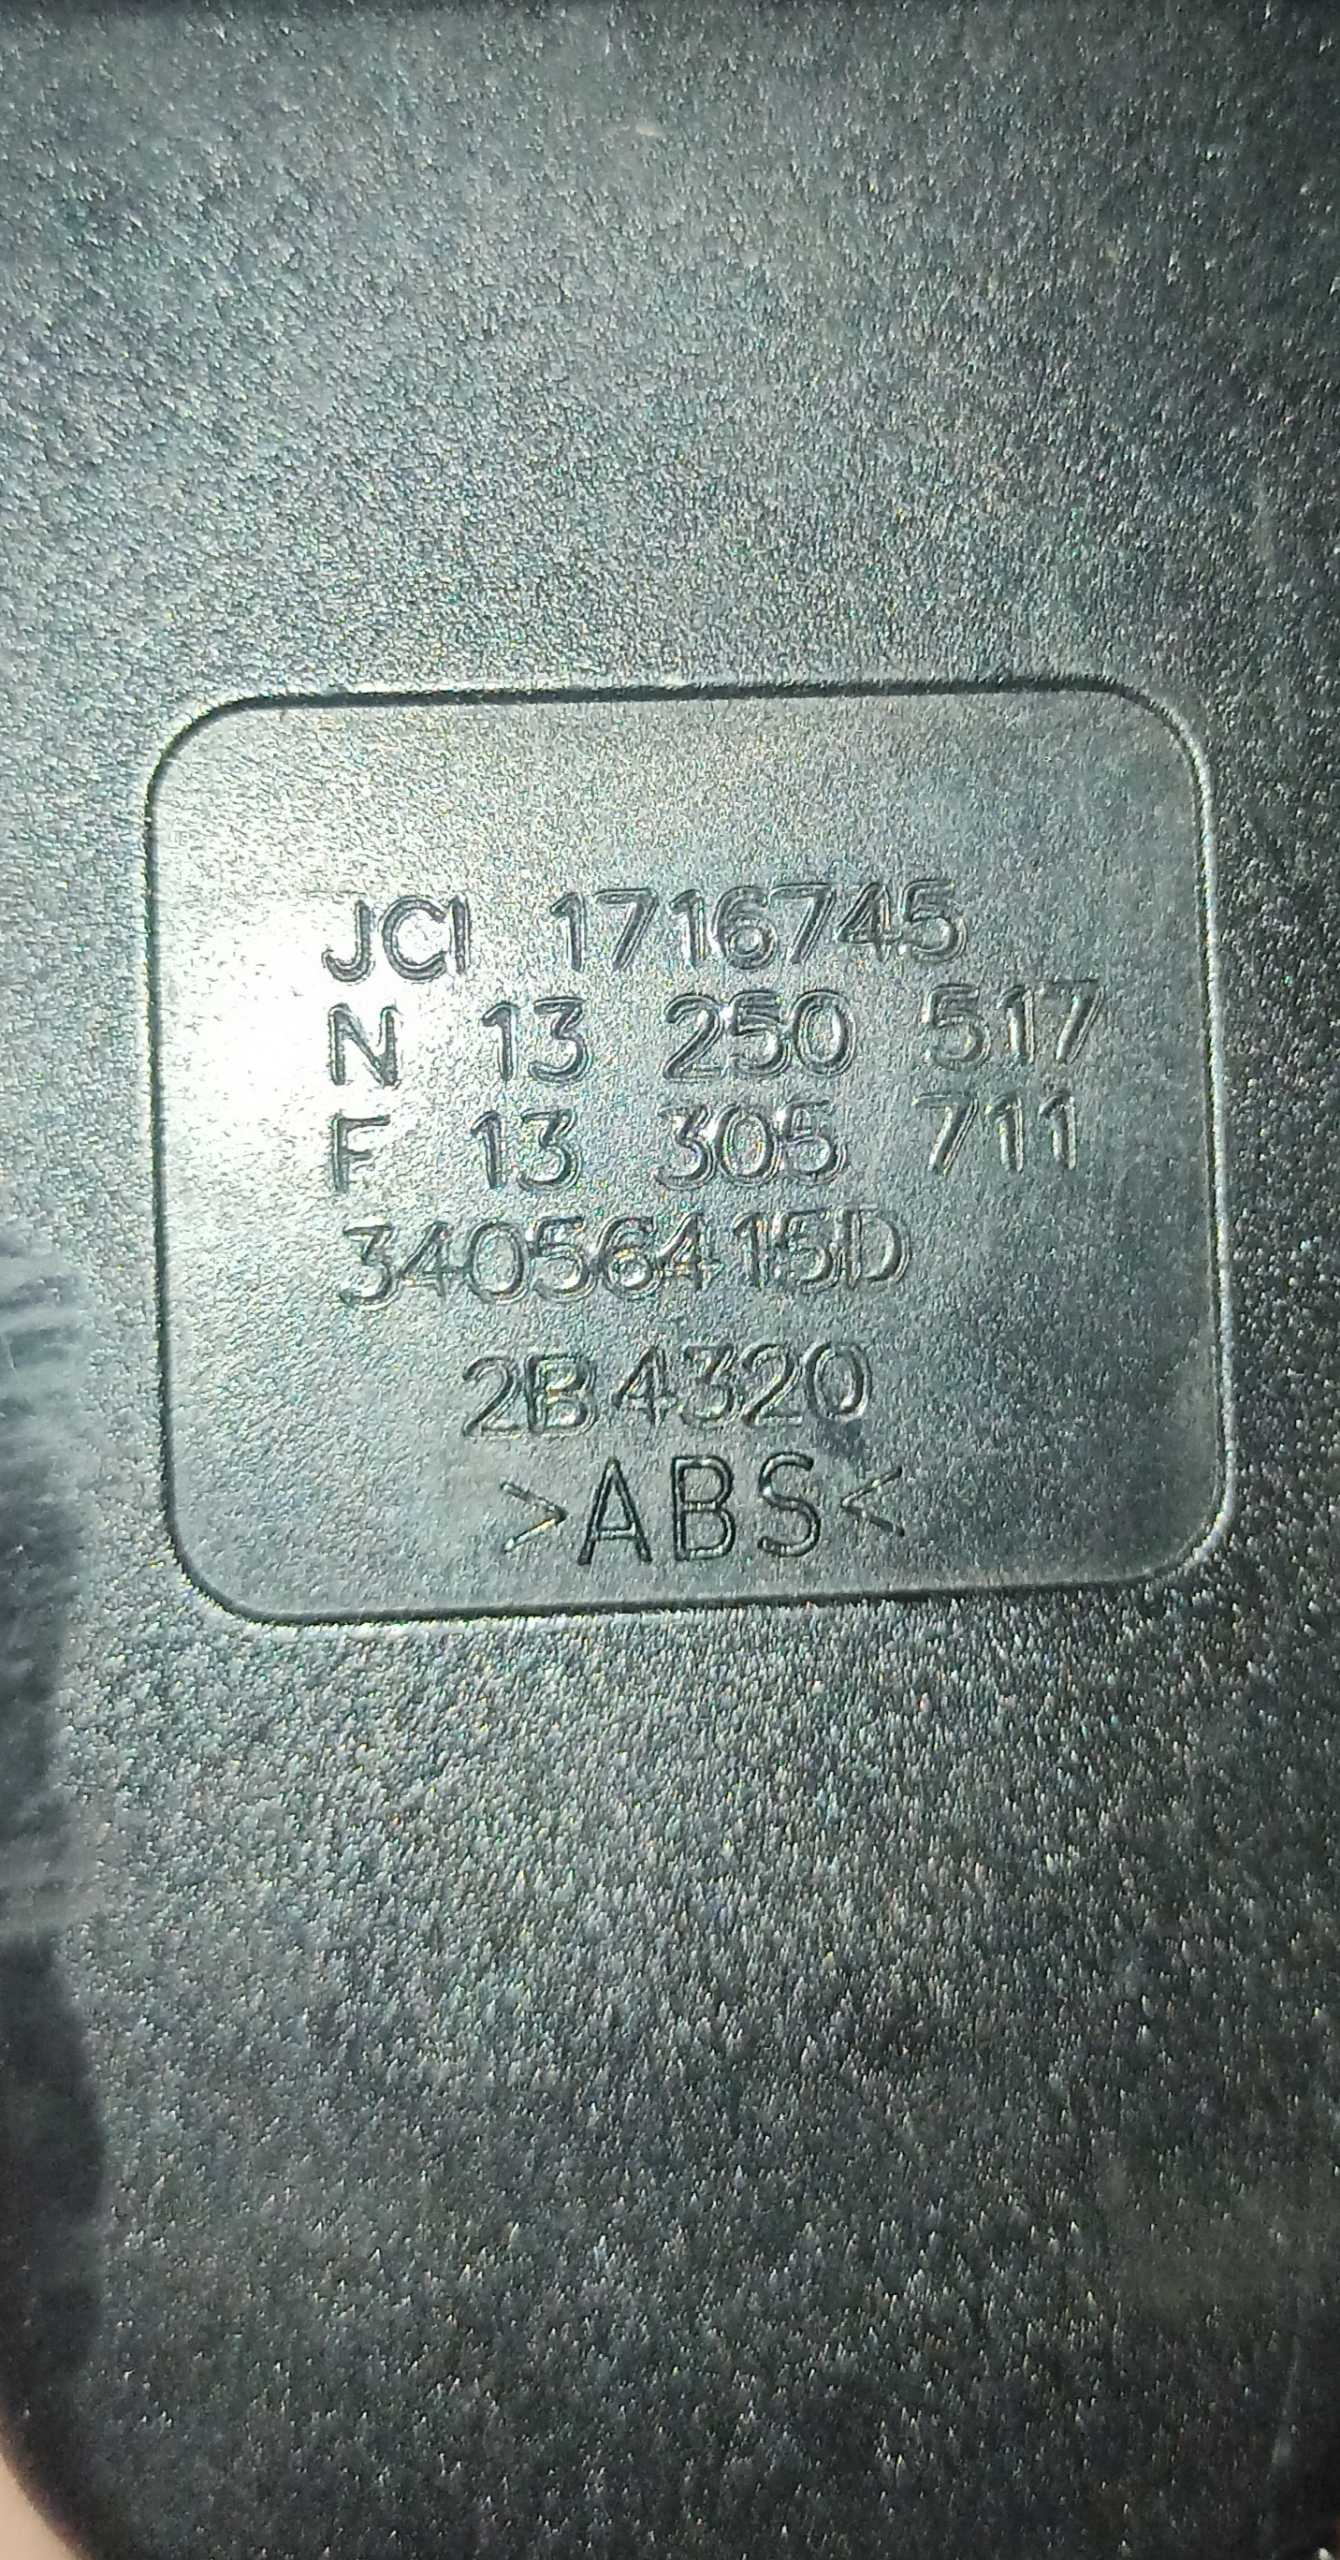 JCI 1716745
N 13 250 517
F 13 305 711
34056415D
2B4320
>ABS<